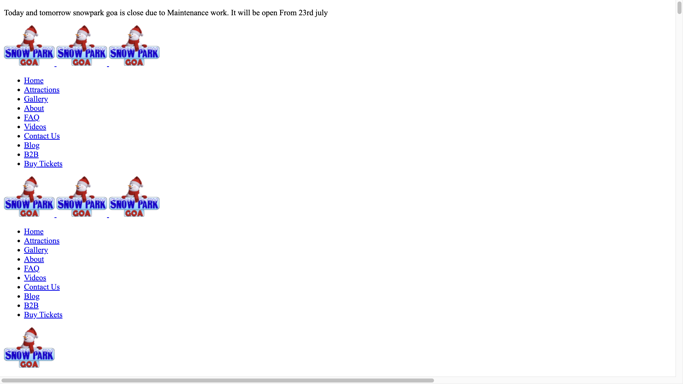 Today and tomorrow snowpark goa is close due to Maintenance work. It will be open From 23rd july
SNOW PARK GOA SNOW PARK GOA SNOW PARK GOA
Home
Attractions
Gallery
About
FAQ
Videos
Contact Us
Blog
B2B
Buy Tickets
SNOW PARK GOA SNOW PARK GOA SNOW PARK GOA
Home
Attractions
Gallery
About
FAQ
Videos
Contact Us
Blog
B2B
Buy Tickets
SNOW PARK GOA